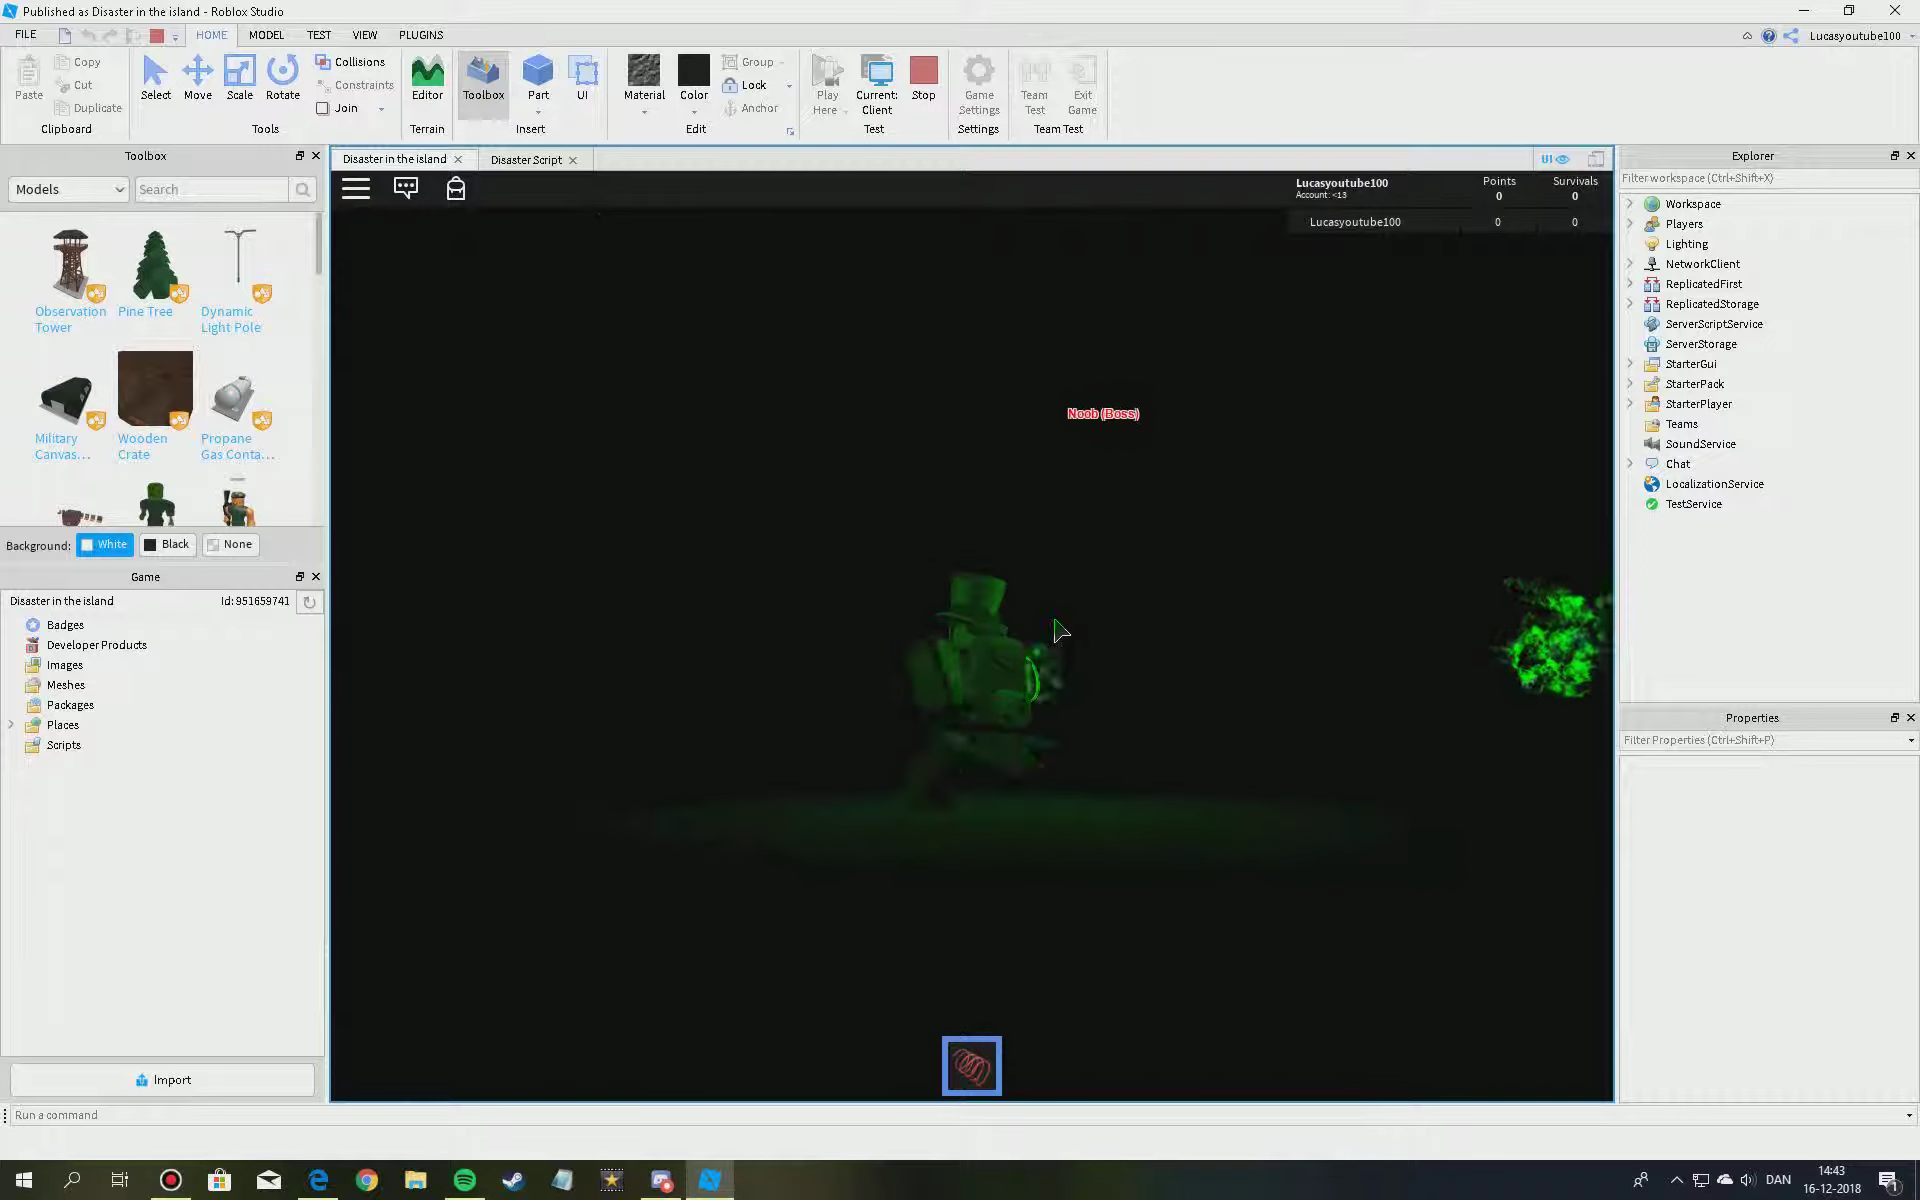 Published as Disaster in the island - Roblox Studio
FILE
HOME
MODEL
TEST
VIEW
PLUGINS
Lucasyoutube100
Paste
Copy
Cut
Duplicate
Clipboard
Select
Move
Scale
Rotate
Collisions
Constraints
Join
Tools
Editor
Terrain
Toolbox
Part
UI
Insert
Material
Color
Group
Lock
Anchor
Edit
Play
Here
Current:
Client
Stop
Test
Game
Settings
Settings
Team
Test
Exit
Game
Team Test
Toolbox
Models
Search
Observation
Tower
Pine Tree
Dynamic
Light Pole
Military
Canvas...
Wooden
Crate
Propane
Gas Conta...
Background:
White
Black
None
Game
Disaster in the island
Id: 951659741
Badges
Developer Products
Images
Meshes
Packages
Places
Scripts
Import
Run a command
Disaster in the island
Disaster Script
UI
Lucasyoutube100
Account: <13
Points
0
Survivals
0
Lucasyoutube100
0
0
Noob (Boss)
Explorer
Filter workspace (Ctrl+Shift+X)
Workspace
Players
Lighting
NetworkClient
ReplicatedFirst
ReplicatedStorage
ServerScriptService
ServerStorage
StarterGui
StarterPack
StarterPlayer
Teams
SoundService
Chat
LocalizationService
TestService
Properties
Filter Properties (Ctrl+Shift+P)
DAN
14:43
16-12-2018
1